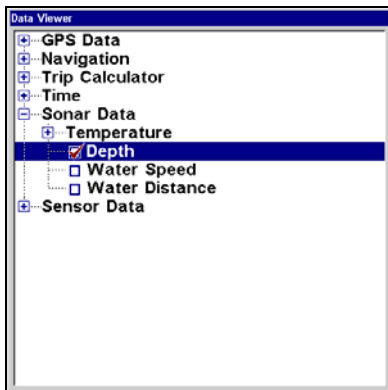 Data Viewer
GPS Data
Navigation
Trip Calculator
Time
Sonar Data
Temperature
Depth
Water Speed
Water Distance
Sensor Data